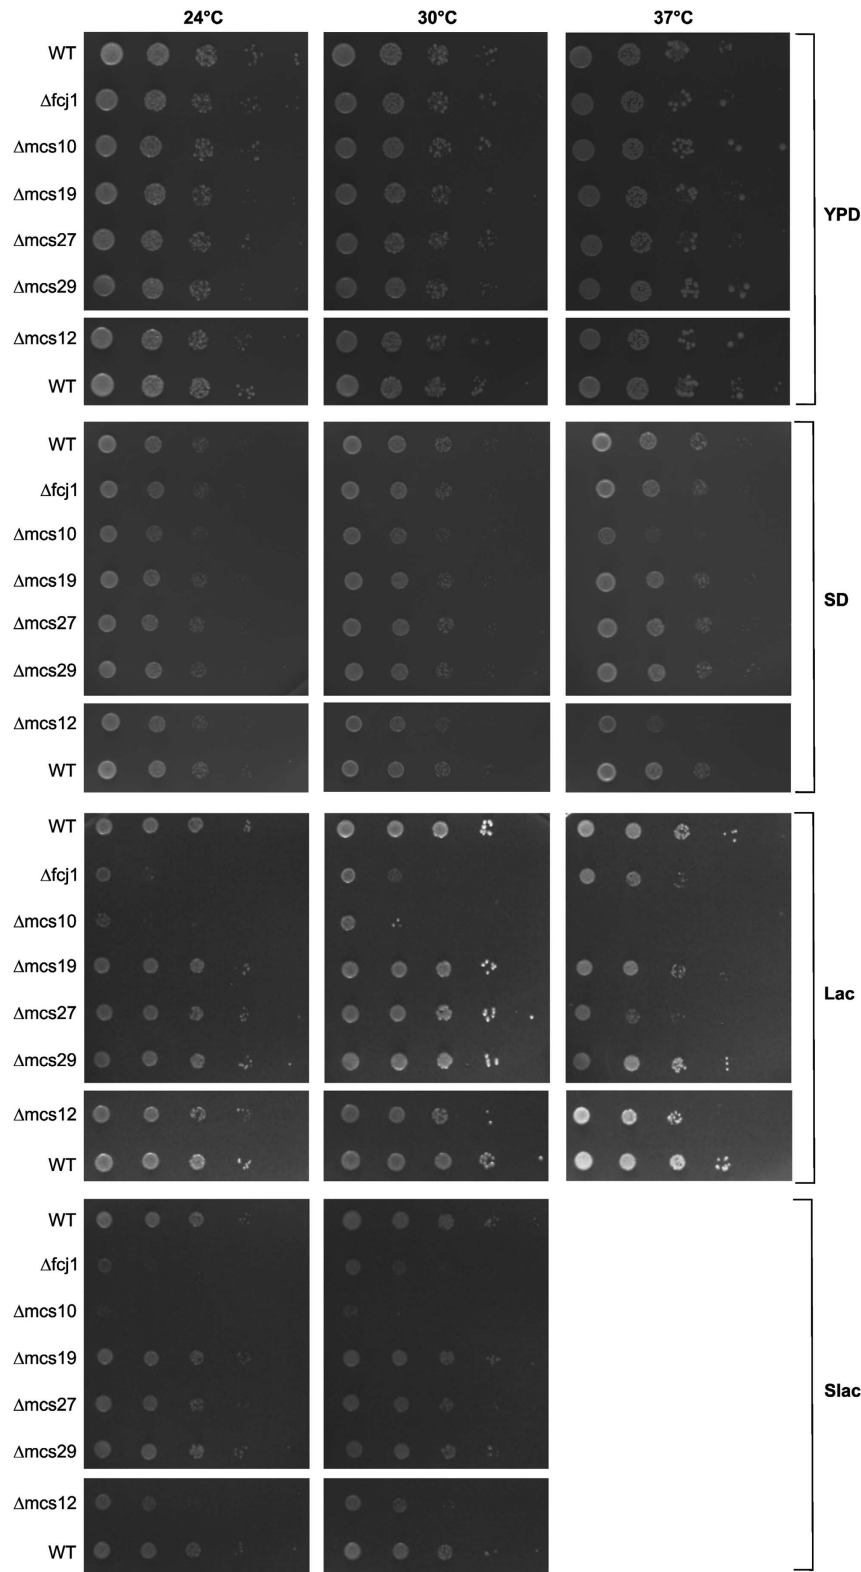 24°C 30°C 37°C
WT
Δfcj1
Δmcs10
Δmcs19
YPD
Δmcs27
Δmcs29
Δmcs12
WT
WT
Δfcj1
Δmcs10
Δmcs19
SD
Δmcs27
Δmcs29
Δmcs12
WT
WT
Δfcj1
Δmcs10
Δmcs19
Lac
Δmcs27
Δmcs29
Δmcs12
WT
WT
Δfcj1
Δmcs10
Δmcs19
Slac
Δmcs27
Δmcs29
Δmcs12
WT